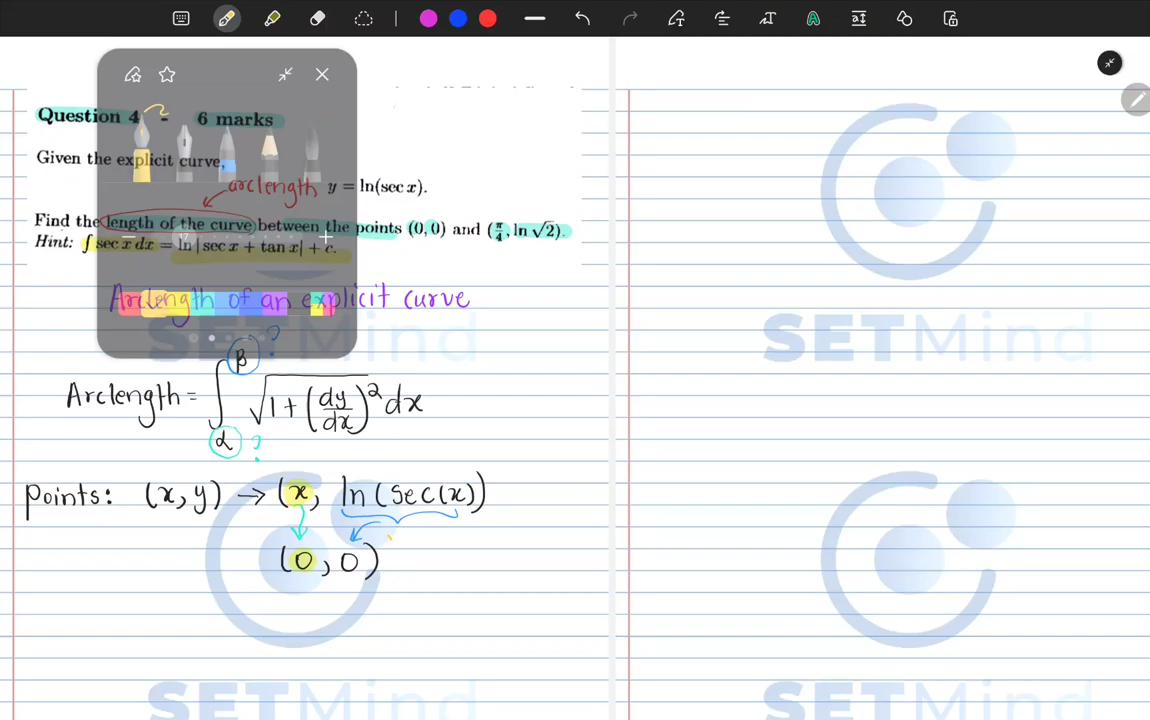 Question 4 - 6 marks
Given the explicit curve,
arclength y = ln(sec x).
Find the length of the curve between the points (0, 0) and (π/4, ln √2).
Hint: ∫ sec x dx = ln | sec x + tan x| + c.
Arclength of an explicit curve
β ?
Arclength = ∫ √1 + (dy/dx)² dx
α ?
points: (x, y) → (x, ln(sec(x))
(0, 0)
SETMind
SETMind
SETMind
SETMind
SETMind
SETMind